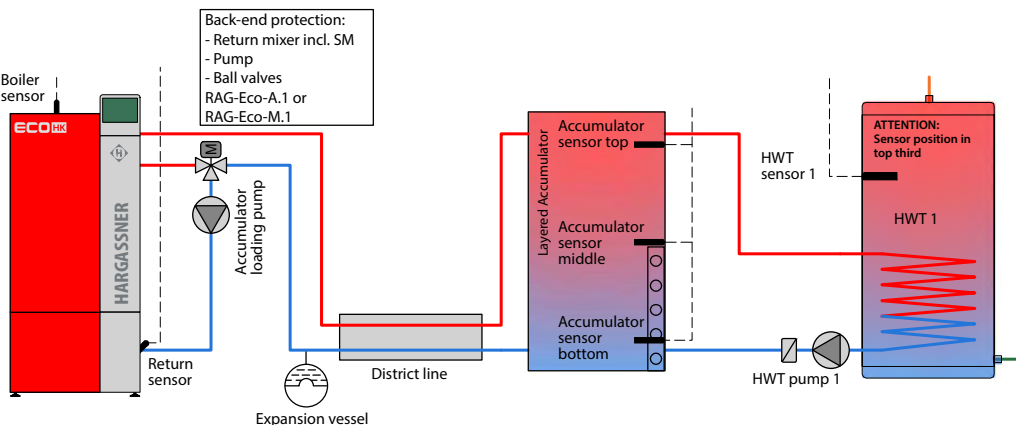 Back-end protection:
- Return mixer incl. SM
- Pump
- Ball valves
RAG-Eco-A.1 or
RAG-Eco-M.1
Boiler
sensor
ECO HK
H
HARGASSNER
M
Accumulator
loading pump
Return
sensor
District line
Expansion vessel
Layered Accumulator
Accumulator
sensor top
Accumulator
sensor
middle
Accumulator
sensor
bottom
HWT
sensor 1
ATTENTION:
Sensor position in
top third
HWT 1
HWT pump 1